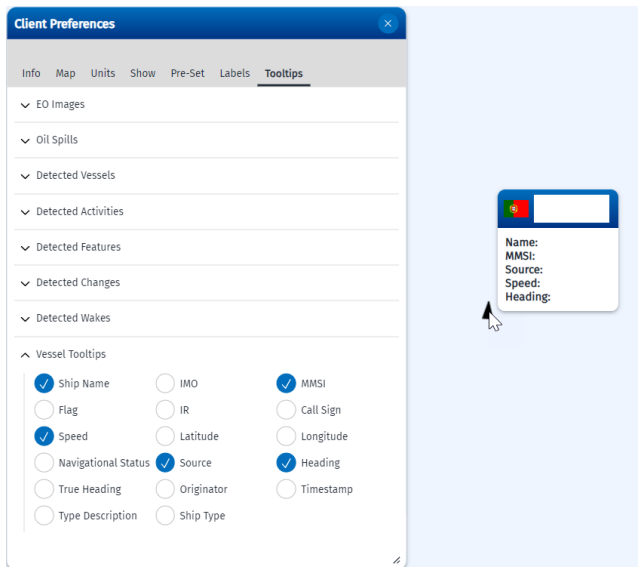 Client Preferences
Info Map Units Show Pre-Set Labels Tooltips
EO Images
Oil Spills
Detected Vessels
Detected Activities
Detected Features
Detected Changes
Detected Wakes
Vessel Tooltips
Ship Name IMO MMSI
Flag IR Call Sign
Speed Latitude Longitude
Navigational Status Source Heading
True Heading Originator Timestamp
Type Description Ship Type
Name:
MMSI:
Source:
Speed:
Heading: